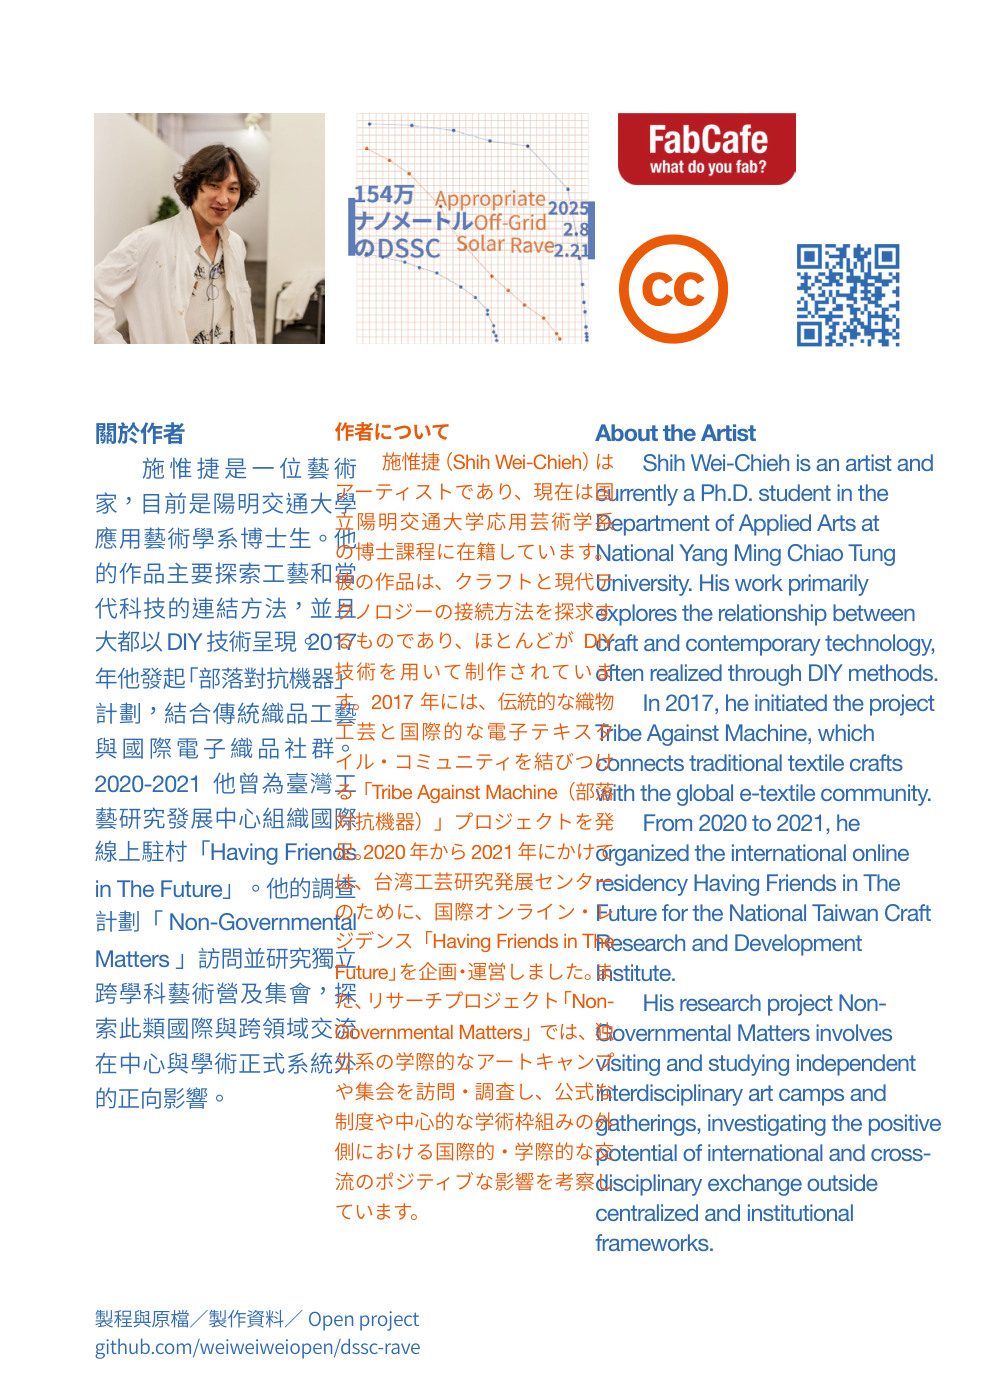 154万
ナノメートル
のDSSC
Appropriate
Off-Grid
Solar Rave
2025
2.8
2.21
FabCafe
what do you fab?
cc
關於作者
施惟捷是一位藝術
家，目前是陽明交通大學
應用藝術學系博士生。他
的作品主要探索工藝和當
代科技的連結方法，並且
大都以 DIY 技術呈現。2017
年他發起「部落對抗機器」
計劃，結合傳統織品工藝
與國際電子織品社群。
2020-2021 他曾為臺灣工
藝研究發展中心組織國際
線上駐村「Having Friends
in The Future」。他的調查
計劃「 Non-Governmental
Matters 」訪問並研究獨立
跨學科藝術營及集會，探
索此類國際與跨領域交流
在中心與學術正式系統外
的正向影響。
作者について
施惟捷（Shih Wei-Chieh）は
アーティストであり、現在は国
立陽明交通大学応用芸術学系
の博士課程に在籍しています。
彼の作品は、クラフトと現代テ
クノロジーの接続方法を探求す
るものであり、ほとんどが DIY
技術を用いて制作されていま
す。2017 年には、伝統的な織物
工芸と国際的な電子テキスタ
イル・コミュニティを結びつけ
る「Tribe Against Machine（部落
対抗機器）」プロジェクトを発
足。2020 年から 2021 年にかけて
は、台湾工芸研究発展センター
のために、国際オンライン・レ
ジデンス「Having Friends in The
Future」を企画・運営しました。ま
た、リサーチプロジェクト「Non-
Governmental Matters」では、独
立系の学際的なアートキャンプ
や集会を訪問・調査し、公式な
制度や中心的な学術枠組みの外
側における国際的・学際的な交
流のポジティブな影響を考察し
ています。
About the Artist
Shih Wei-Chieh is an artist and
currently a Ph.D. student in the
Department of Applied Arts at
National Yang Ming Chiao Tung
University. His work primarily
explores the relationship between
craft and contemporary technology,
often realized through DIY methods.
In 2017, he initiated the project
Tribe Against Machine, which
connects traditional textile crafts
with the global e-textile community.
From 2020 to 2021, he
organized the international online
residency Having Friends in The
Future for the National Taiwan Craft
Research and Development
Institute.
His research project Non-
Governmental Matters involves
visiting and studying independent
interdisciplinary art camps and
gatherings, investigating the positive
potential of international and cross-
disciplinary exchange outside
centralized and institutional
frameworks.
製程與原檔／製作資料／ Open project
github.com/weiweiweiopen/dssc-rave